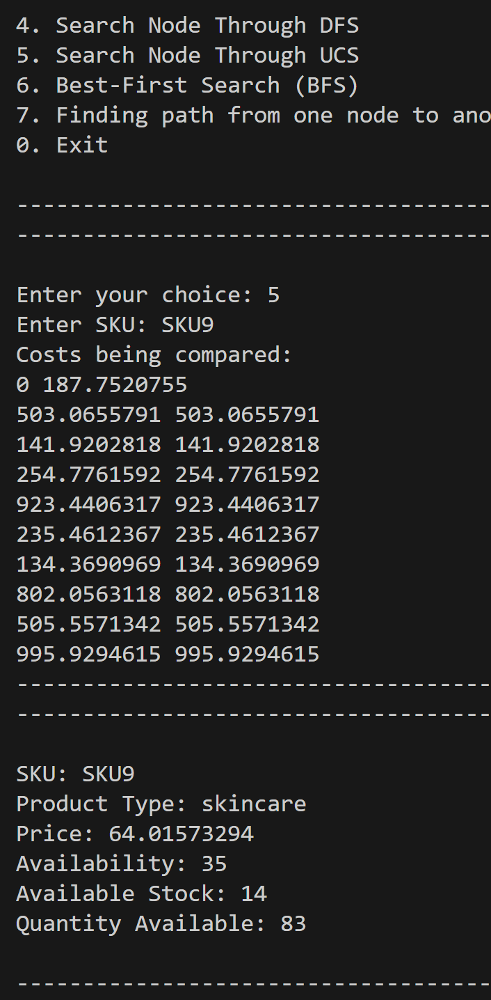 4. Search Node Through DFS
5. Search Node Through UCS
6. Best-First Search (BFS)
7. Finding path from one node to ano
0. Exit
------------------------------------
------------------------------------
Enter your choice: 5
Enter SKU: SKU9
Costs being compared:
0 187.7520755
503.0655791 503.0655791
141.9202818 141.9202818
254.7761592 254.7761592
923.4406317 923.4406317
235.4612367 235.4612367
134.3690969 134.3690969
802.0563118 802.0563118
505.5571342 505.5571342
995.9294615 995.9294615
------------------------------------
------------------------------------
SKU: SKU9
Product Type: skincare
Price: 64.01573294
Availability: 35
Available Stock: 14
Quantity Available: 83
------------------------------------